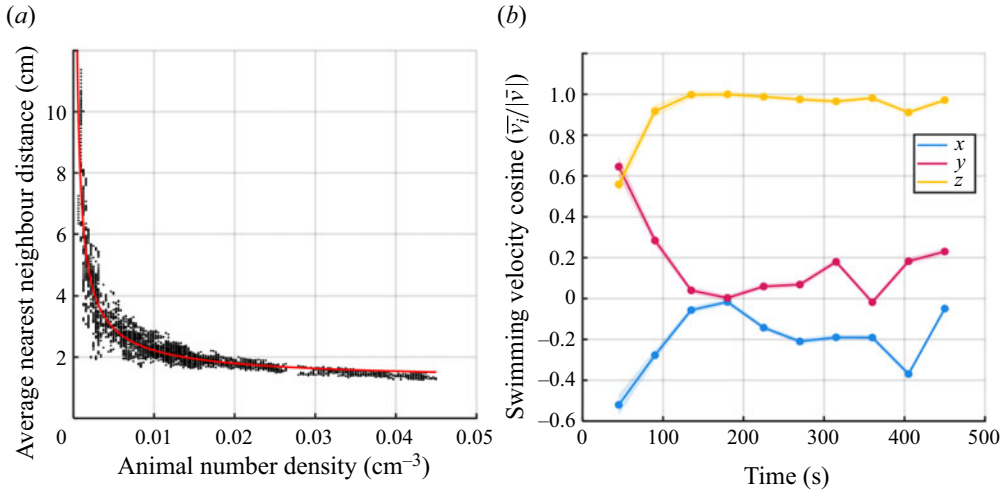 (a)
Average nearest neighbour distance (cm)
10
8
6
4
2
0
0.01
0.02
0.03
0.04
0.05
Animal number density (cm⁻³)
(b)
Swimming velocity cosine (v̄ᵢ/|v̄|)
1.0
0.8
0.6
0.4
0.2
0
−0.2
−0.4
−0.6
x
y
z
0
100
200
300
400
500
Time (s)